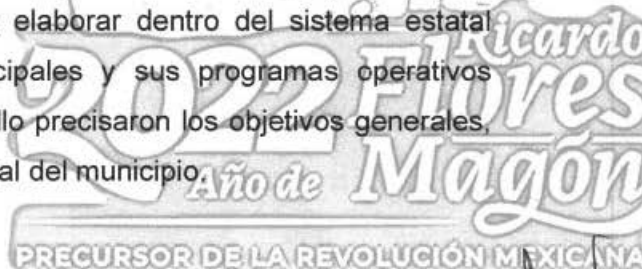 elaborar dentro del sistema estatal
cipales y sus programas operativos
llo precisaron los objetivos generales,
al del municipio.
2022 Ricardo
Flores
Año de Magón
PRECURSOR DE LA REVOLUCIÓN MEXICANA